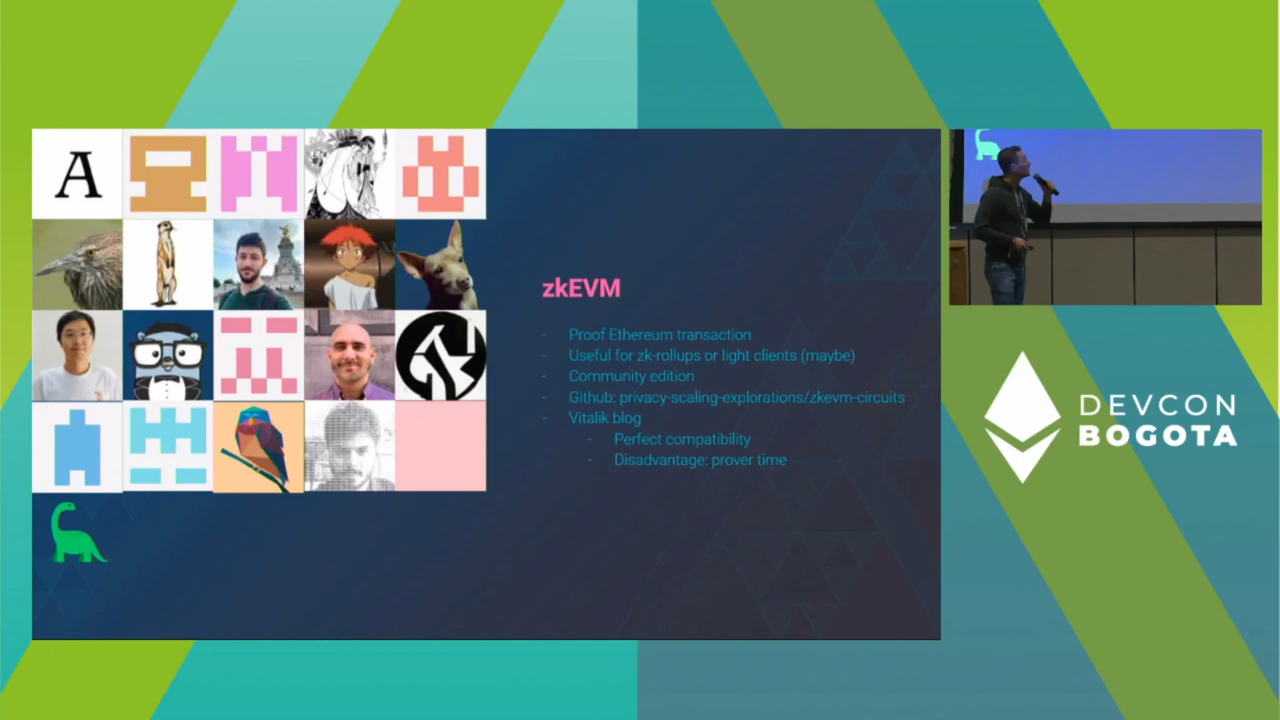 A
zkEVM
- Proof Ethereum transaction
- Useful for zk-rollups or light clients (maybe)
- Community edition
- Github: privacy-scaling-explorations/zkevm-circuits
- Vitalik blog
- Perfect compatibility
- Disadvantage: prover time
DEVCON
BOGOTA